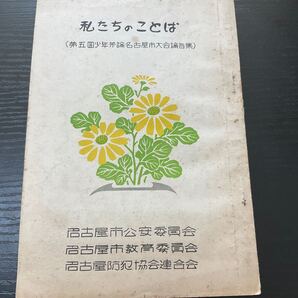 私たちのことば
(第五回少年弁論名古屋市大会論旨集)
名古屋市公安委員会
名古屋市教育委員会
名古屋防犯協会連合会